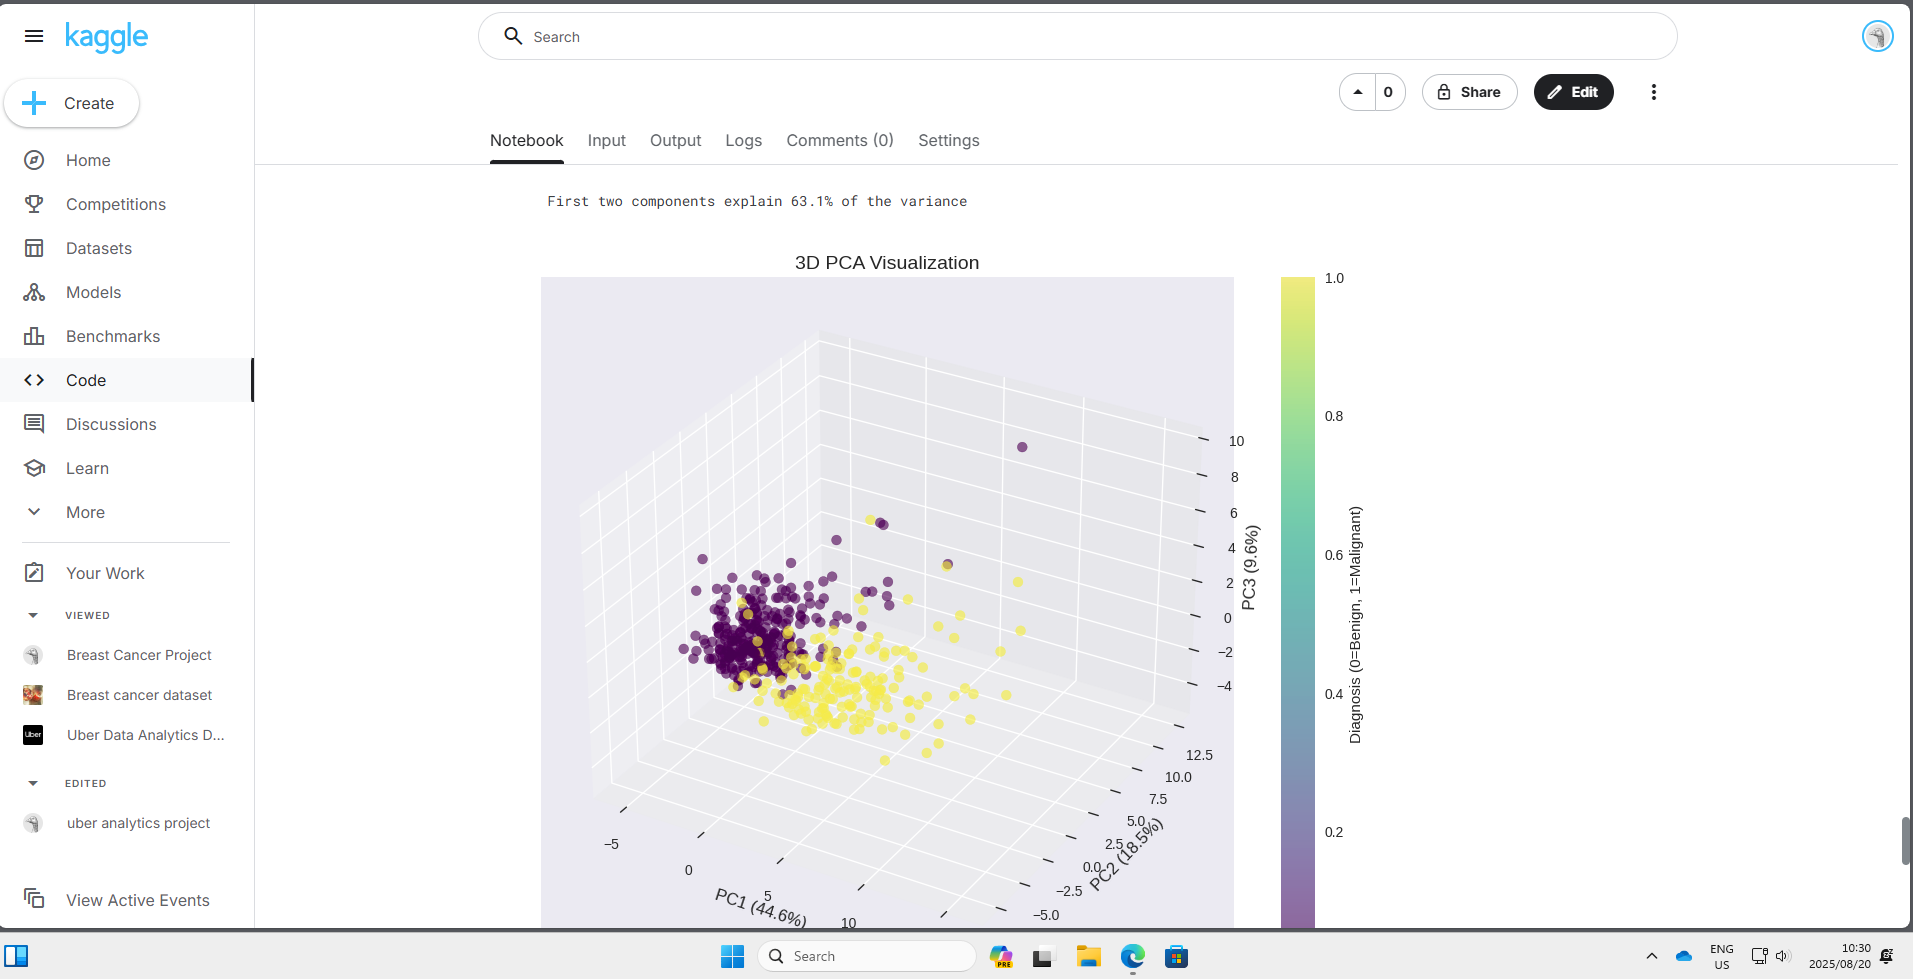 kaggle
Search
Create
0
Share
Edit
Notebook
Input
Output
Logs
Comments (0)
Settings
Home
Competitions
Datasets
Models
Benchmarks
Code
Discussions
Learn
More
Your Work
VIEWED
Breast Cancer Project
Breast cancer dataset
Uber
Uber Data Analytics D...
EDITED
uber analytics project
View Active Events
First two components explain 63.1% of the variance
3D PCA Visualization
10
8
6
4
2
0
−2
−4
PC3 (9.6%)
12.5
10.0
7.5
5.0
2.5
0.0
−2.5
−5.0
PC2 (18.5%)
−5
0
5
10
PC1 (44.6%)
1.0
0.8
0.6
0.4
0.2
Diagnosis (0=Benign, 1=Malignant)
Search
PRE
ENG
US
10:30
2025/08/20